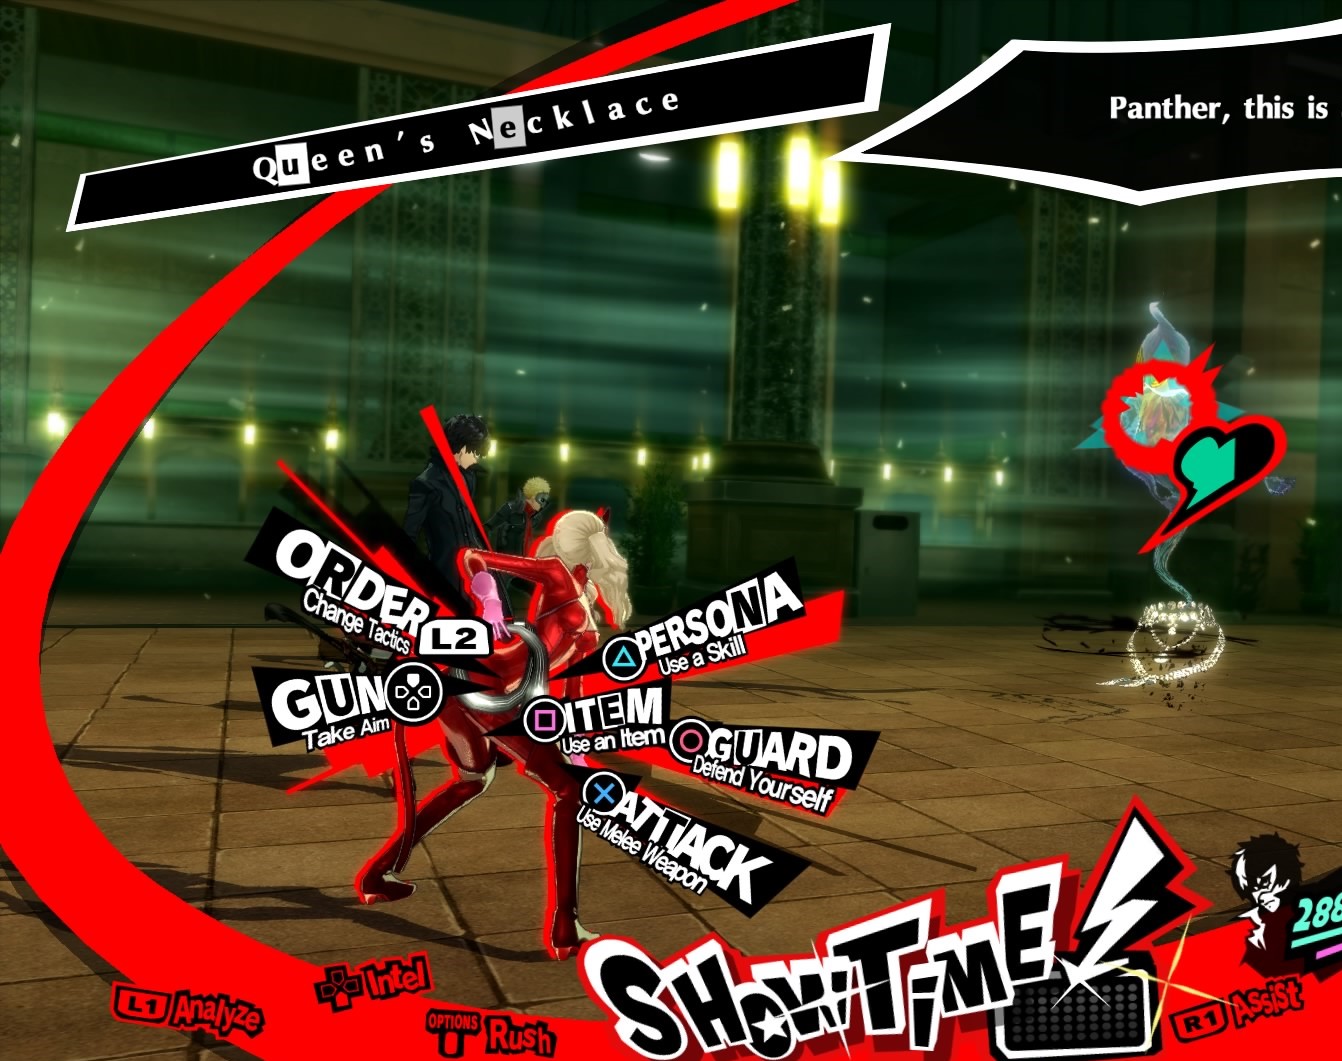 Queen's Necklace
Panther, this is
ORDER
Change Tactics
L2
GUN
Take Aim
PERSONA
Use a Skill
ITEM
Use an Item
GUARD
Defend Yourself
ATTACK
Use Melee Weapon
SHOWTIME
288
L1 Analyze
Intel
OPTIONS Rush
R1 Assist